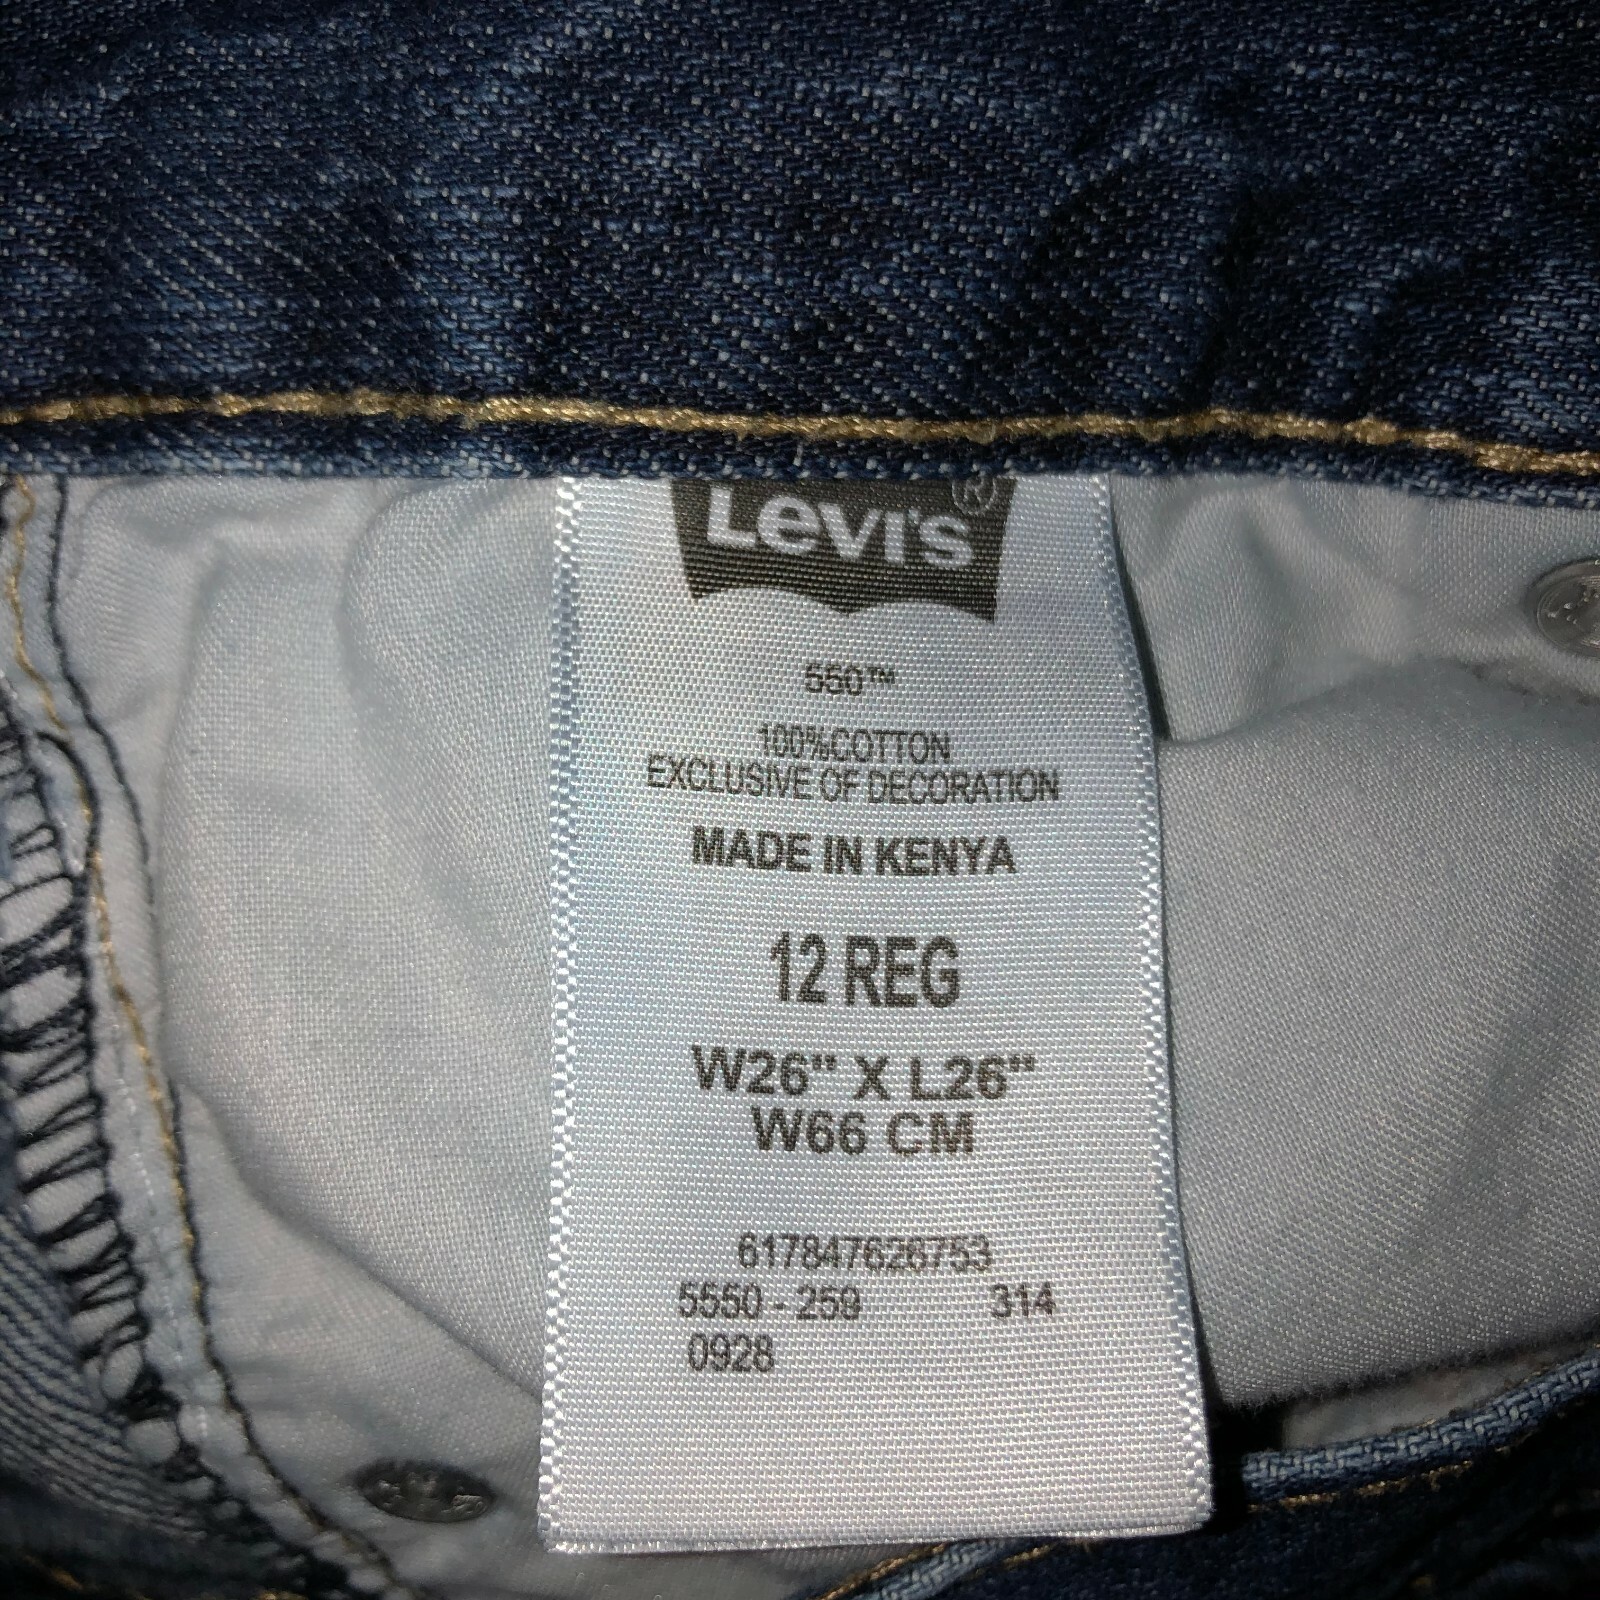 Levi's®
550™
100%COTTON
EXCLUSIVE OF DECORATION
MADE IN KENYA
12 REG
W26" X L26"
W66 CM
617847626753
5550 - 259 314
0928